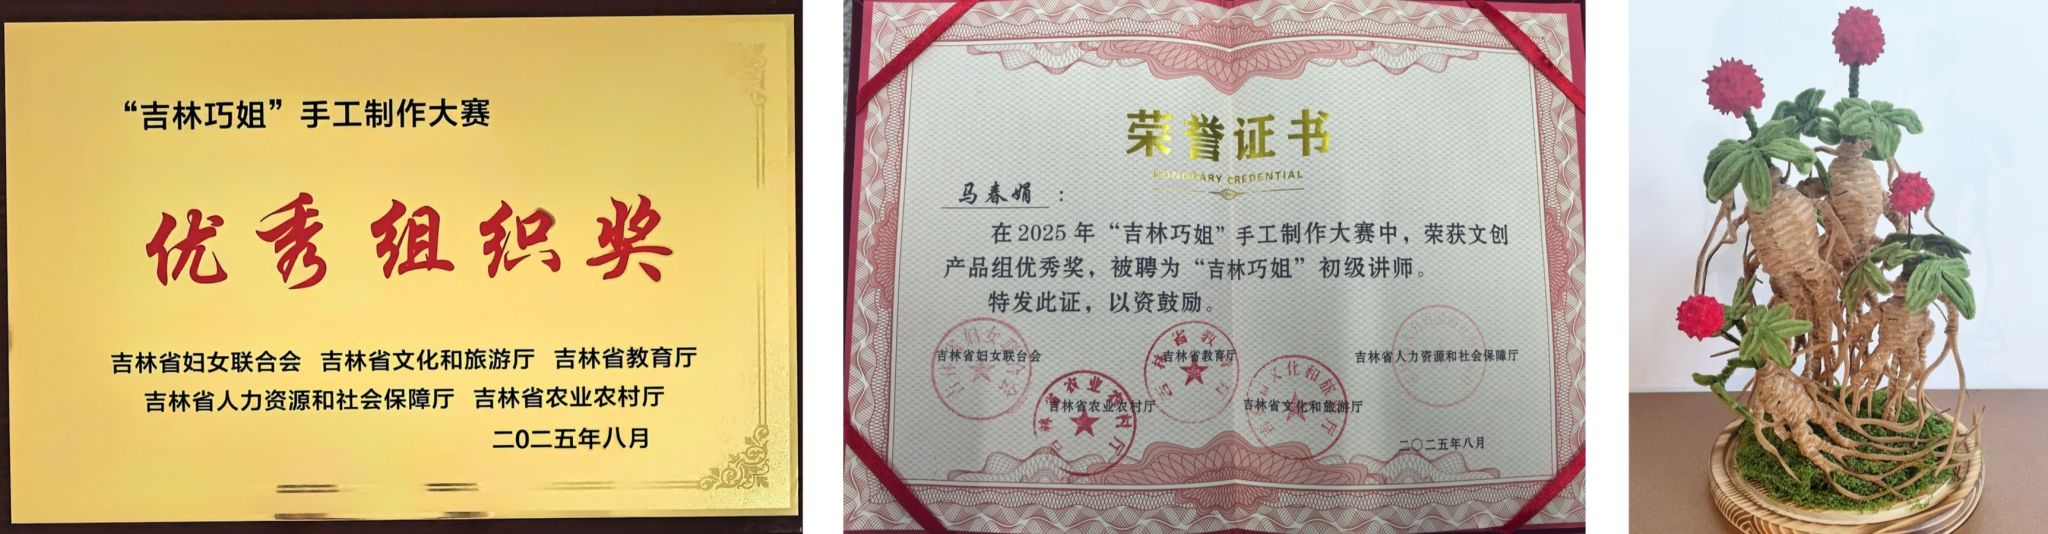 “吉林巧姐”手工制作大赛
优秀组织奖
吉林省妇女联合会 吉林省文化和旅游厅 吉林省教育厅
吉林省人力资源和社会保障厅 吉林省农业农村厅
二〇二五年八月
荣誉证书
HONORARY CREDENTIAL
马春娟：
在2025年“吉林巧姐”手工制作大赛中，荣获文创
产品组优秀奖，被聘为“吉林巧姐”初级讲师。
特发此证，以资鼓励。
吉林省妇女联合会 吉林省教育厅 吉林省人力资源和社会保障厅
吉林省农业农村厅 吉林省文化和旅游厅
二〇二五年八月